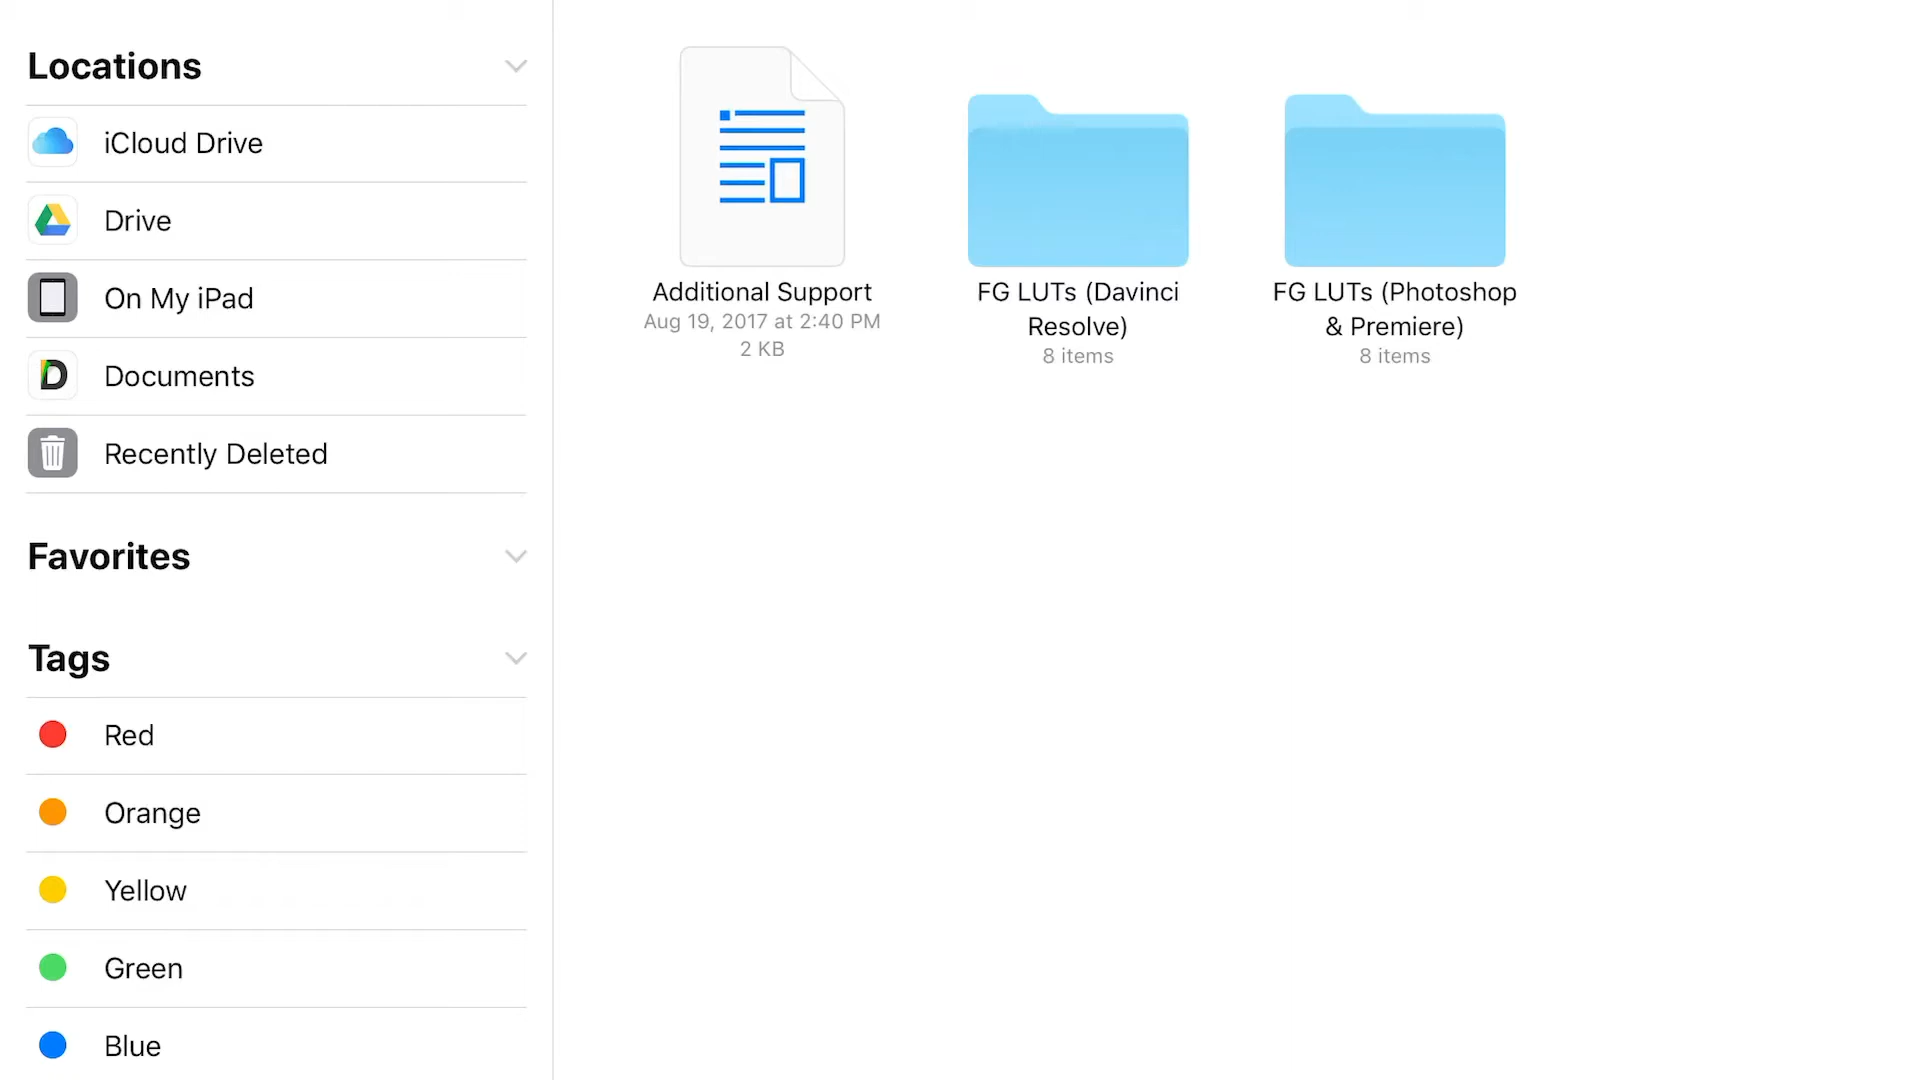 Locations
iCloud Drive
Drive
On My iPad
Documents
Recently Deleted
Favorites
Tags
Red
Orange
Yellow
Green
Blue
Additional Support
Aug 19, 2017 at 2:40 PM
2 KB
FG LUTs (Davinci
Resolve)
8 items
FG LUTs (Photoshop
& Premiere)
8 items